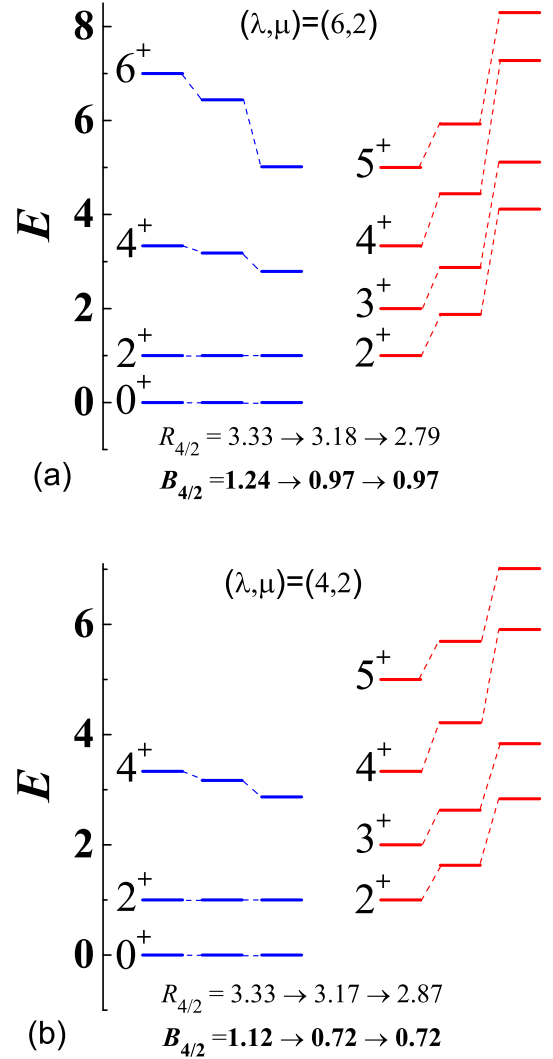 (λ,μ)=(6,2)
E
8
6
4
2
0
6⁺
4⁺
2⁺
0⁺
5⁺
4⁺
3⁺
2⁺
R₄/₂ = 3.33 → 3.18 → 2.79
(a)
B₄/₂ = 1.24 → 0.97 → 0.97
(λ,μ)=(4,2)
E
6
4
2
0
4⁺
2⁺
0⁺
5⁺
4⁺
3⁺
2⁺
R₄/₂ = 3.33 → 3.17 → 2.87
(b)
B₄/₂ = 1.12 → 0.72 → 0.72